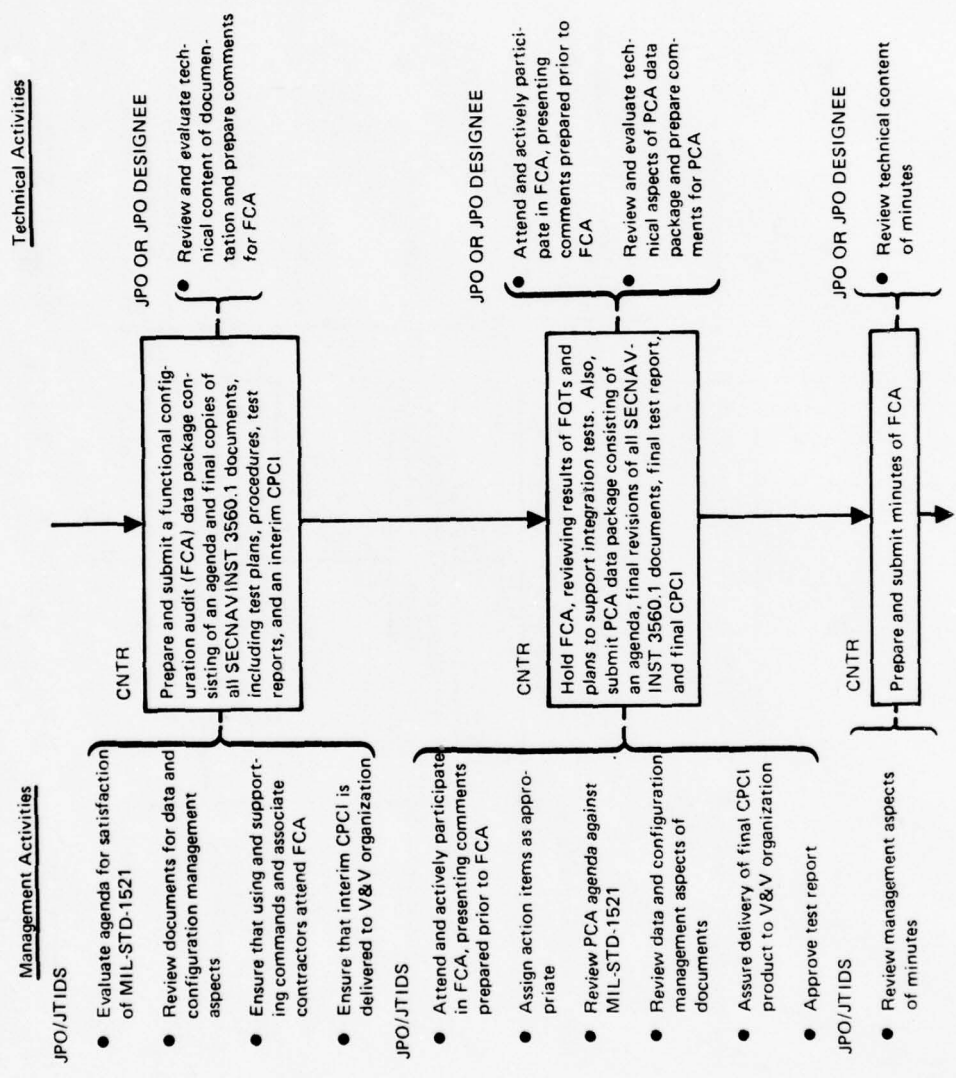 Management Activities
Technical Activities
JPO/JTIDS
● Evaluate agenda for satisfaction
of MIL-STD-1521
● Review documents for data and
configuration management
aspects
● Ensure that using and support-
ing commands and associate
contractors attend FCA
● Ensure that interim CPCI is
delivered to V&V organization
CNTR
Prepare and submit a functional config-
uration audit (FCA) data package con-
sisting of an agenda and final copies of
all SECNAVINST 3560.1 documents,
including test plans, procedures, test
reports, and an interim CPCI
JPO OR JPO DESIGNEE
● Review and evaluate tech-
nical content of documen-
tation and prepare comments
for FCA
JPO/JTIDS
● Attend and actively participate
in FCA, presenting comments
prepared prior to FCA
● Assign action items as appro-
priate
● Review PCA agenda against
MIL-STD-1521
● Review data and configuration
management aspects of
documents
● Assure delivery of final CPCI
product to V&V organization
● Approve test report
CNTR
Hold FCA, reviewing results of FQTs and
plans to support integration tests. Also,
submit PCA data package consisting of
an agenda, final revisions of all SECNAV-
INST 3560.1 documents, final test report,
and final CPCI
JPO OR JPO DESIGNEE
● Attend and actively partici-
pate in FCA, presenting
comments prepared prior to
FCA
● Review and evaluate tech-
nical aspects of PCA data
package and prepare com-
ments for PCA
JPO/JTIDS
● Review management aspects
of minutes
CNTR
Prepare and submit minutes of FCA
JPO OR JPO DESIGNEE
● Review technical content
of minutes